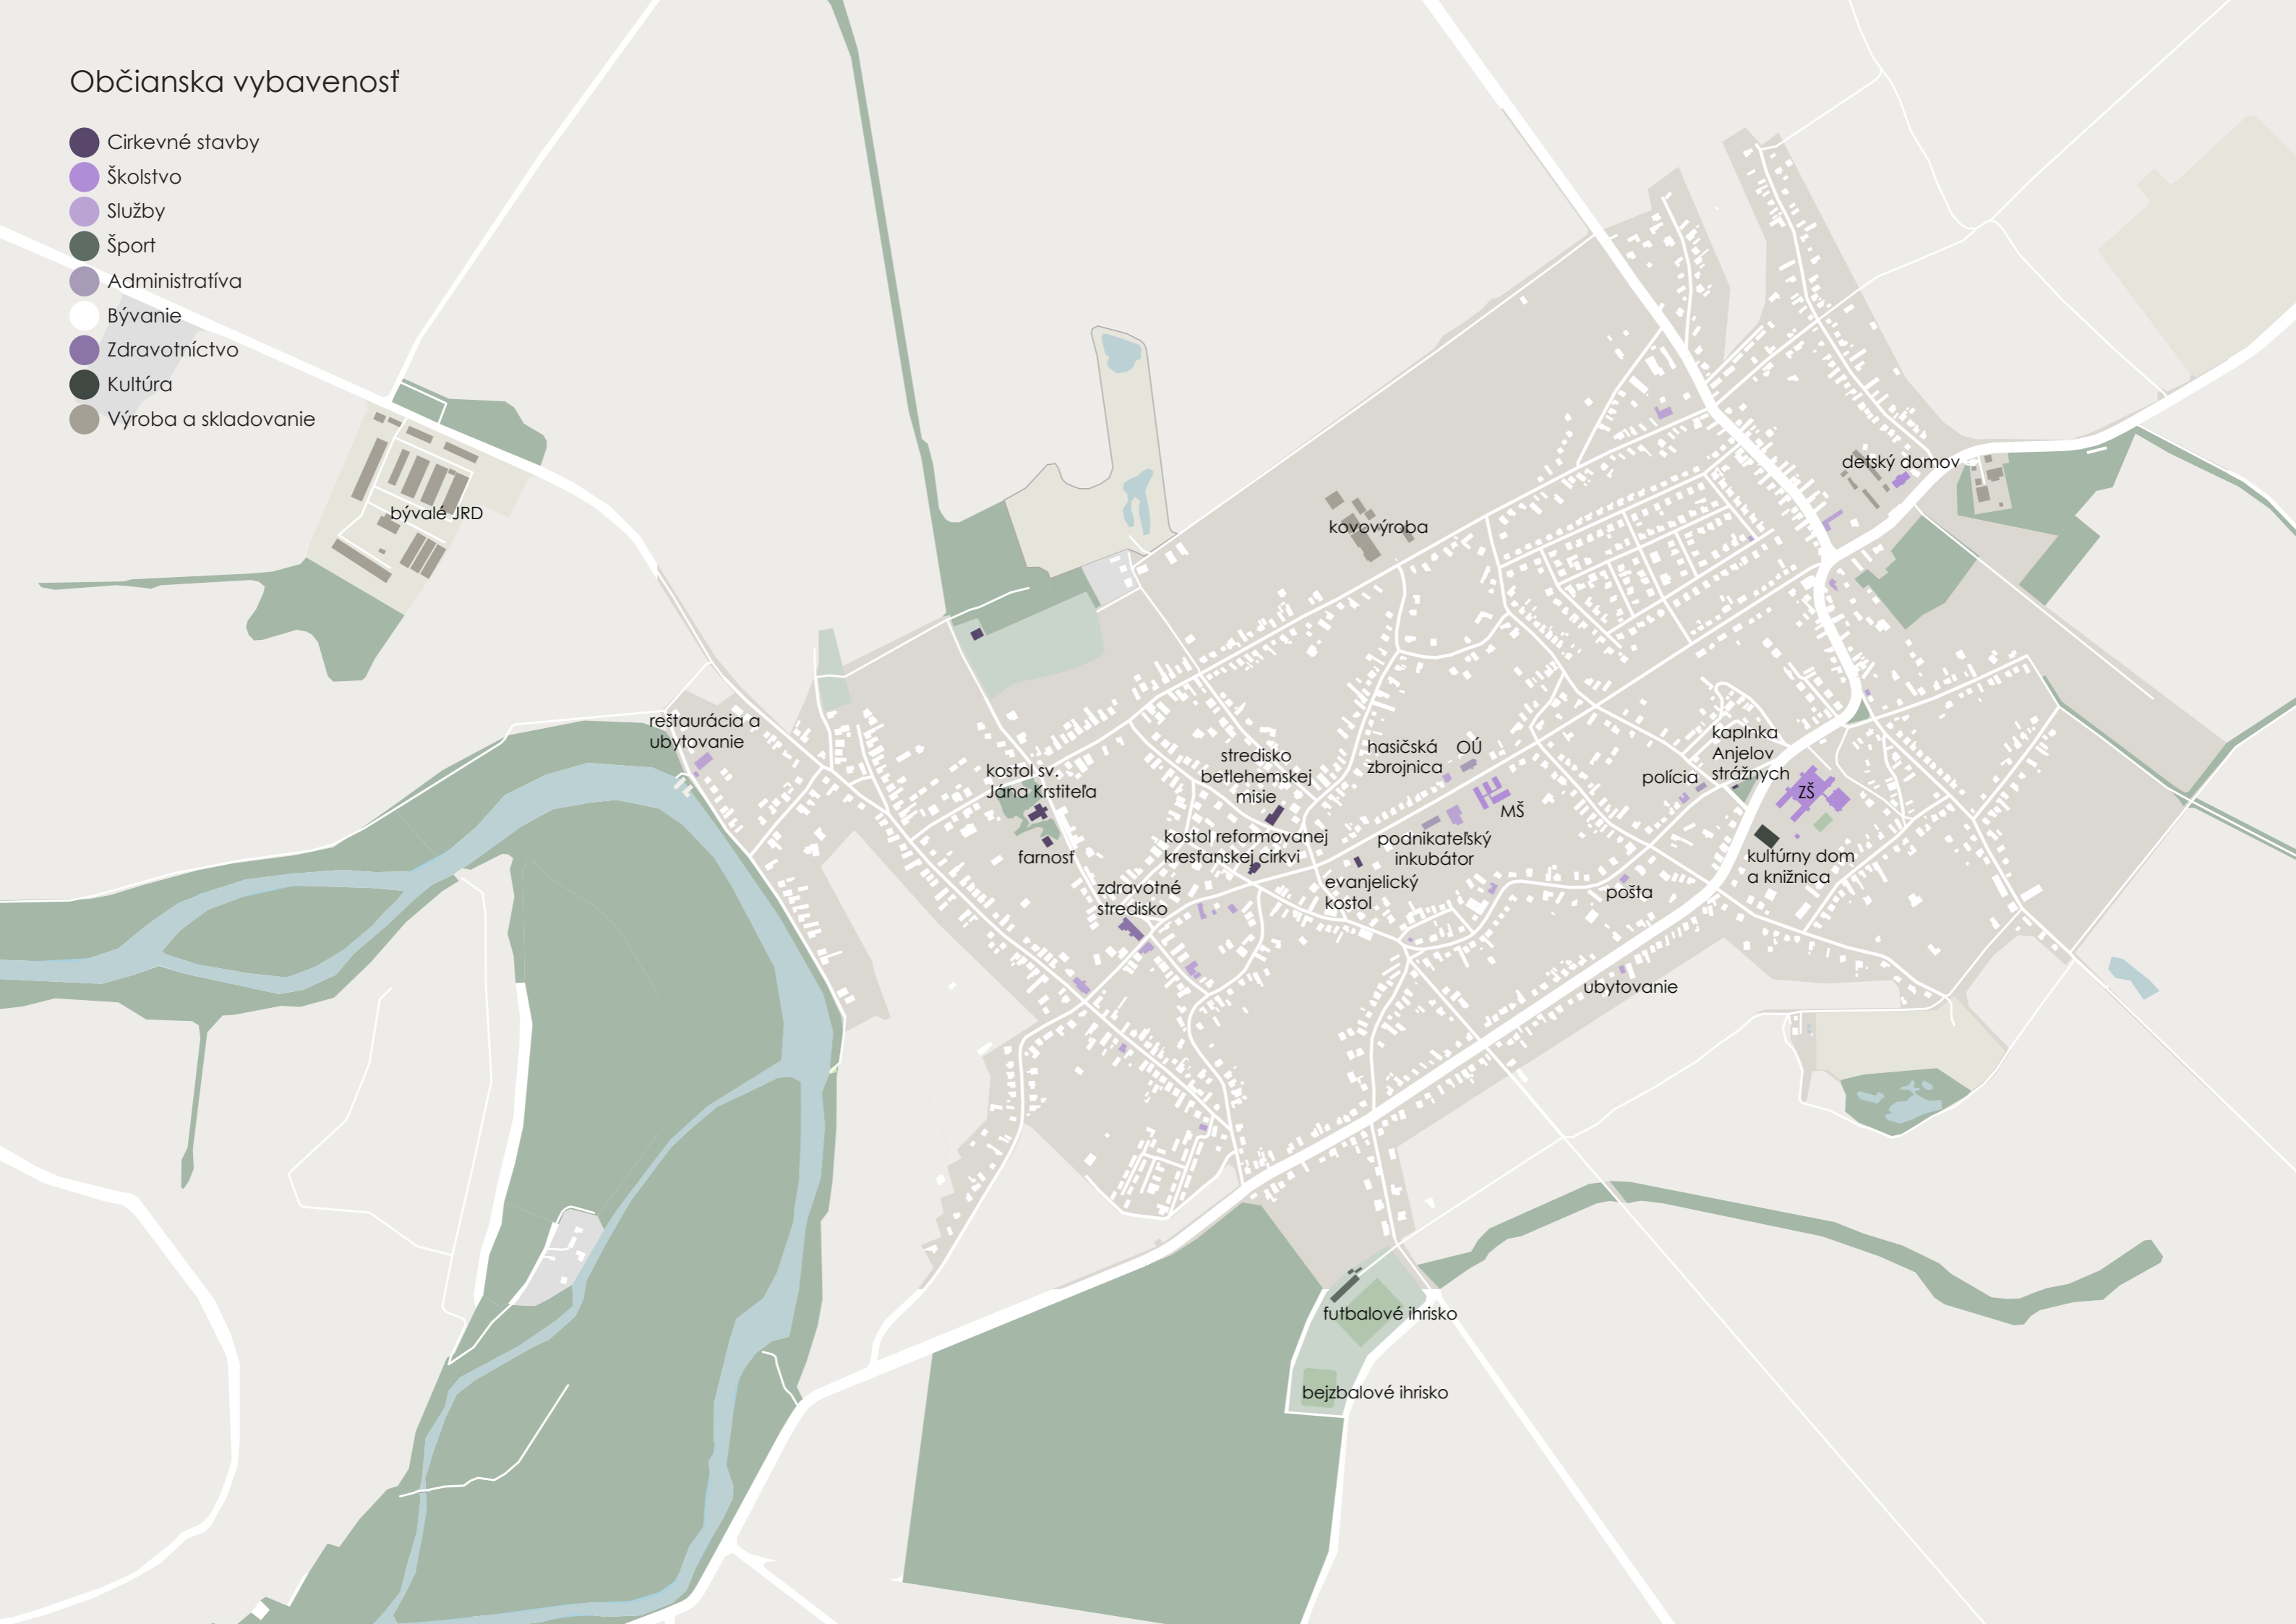 Občianska vybavenosť
Cirkevné stavby
Školstvo
Služby
Šport
Administratíva
Bývanie
Zdravotníctvo
Kultúra
Výroba a skladovanie
bývalé JRD
detský domov
kovovýroba
reštaurácia a
ubytovanie
kostol sv.
Jána Krstiteľa
farnosť
stredisko
betlehemskej
misie
hasičská
zbrojnica
OÚ
MŠ
kaplnka
Anjelov
strážnych
polícia
ZŠ
kostol reformovanej
kresťanskej cirkvi
podnikateľský
inkubátor
kultúrny dom
a knižnica
zdravotné
stredisko
evanjelický
kostol
pošta
ubytovanie
futbalové ihrisko
bejzbalové ihrisko